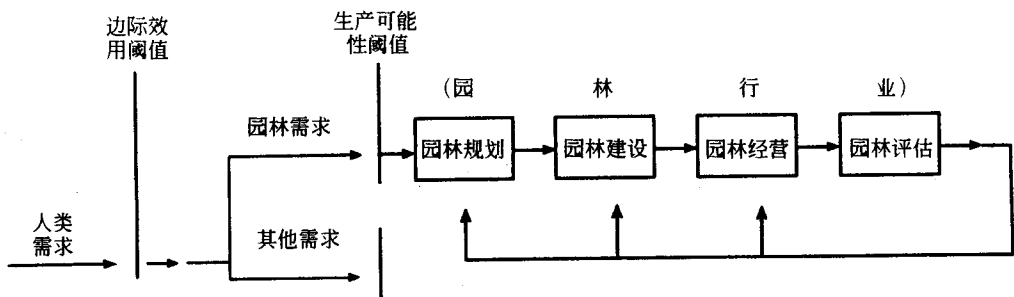 边际效
用阈值
生产可能
性阈值
(园 林 行 业)
园林需求
园林规划 园林建设 园林经营 园林评估
人类
需求
其他需求